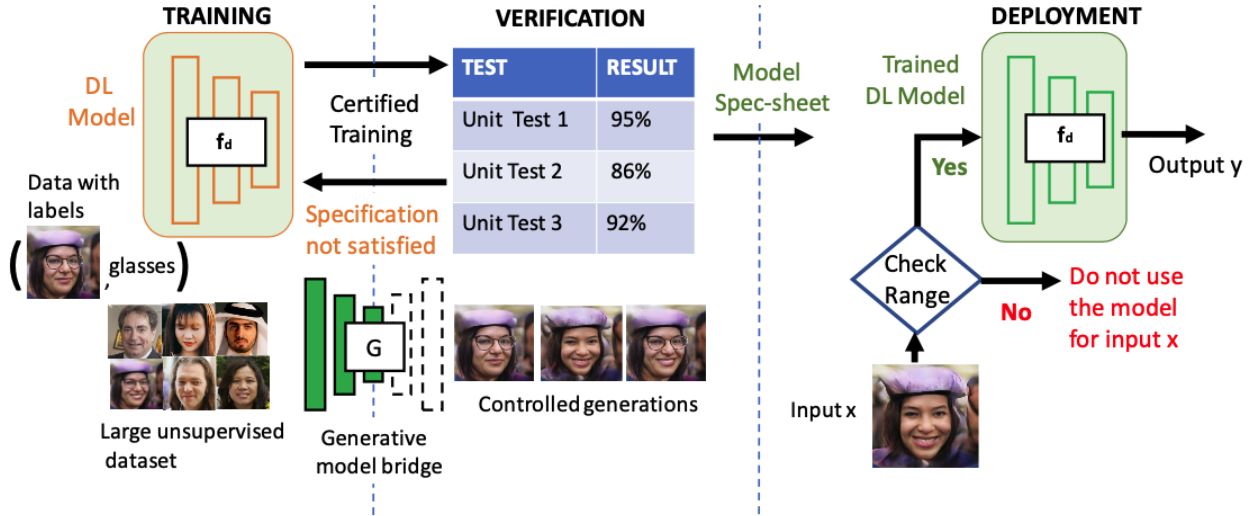 TRAINING
VERIFICATION
DEPLOYMENT
DL
Model
f_d
Data with
labels
( , glasses)
Large unsupervised
dataset
Certified
Training
Specification
not satisfied
G
Generative
model bridge
TEST RESULT
Unit Test 1 95%
Unit Test 2 86%
Unit Test 3 92%
Controlled generations
Model
Spec-sheet
Trained
DL Model
f_d
Output y
Yes
Check
Range
No
Do not use
the model
for input x
Input x